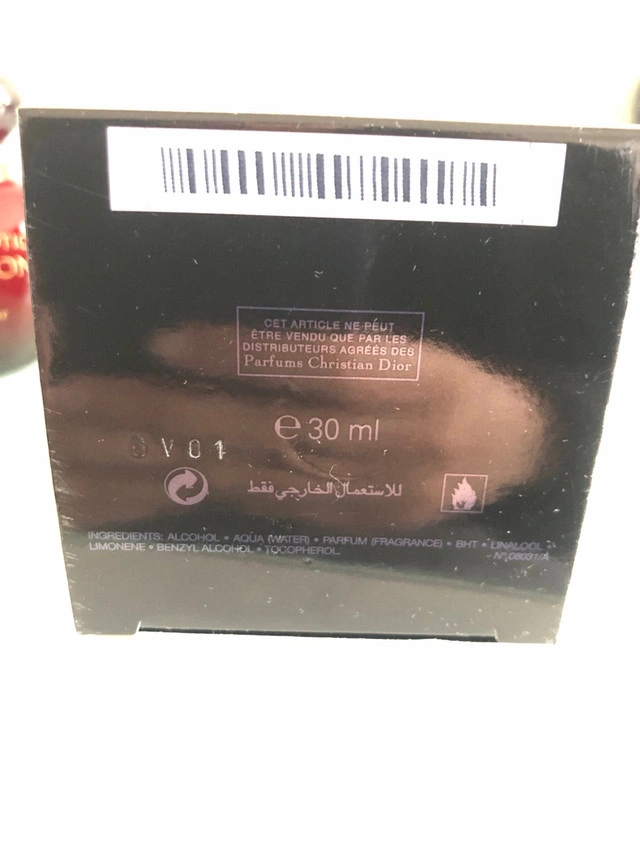 CET ARTICLE NE PEUT
ÊTRE VENDU QUE PAR LES
DISTRIBUTEURS AGRÉÉS DES
Parfums Christian Dior
e 30 ml
V01
للاستعمال الخارجي فقط
INGREDIENTS: ALCOHOL • AQUA (WATER) • PARFUM (FRAGRANCE) • BHT • LINALOOL •
LIMONENE • BENZYL ALCOHOL • TOCOPHEROL